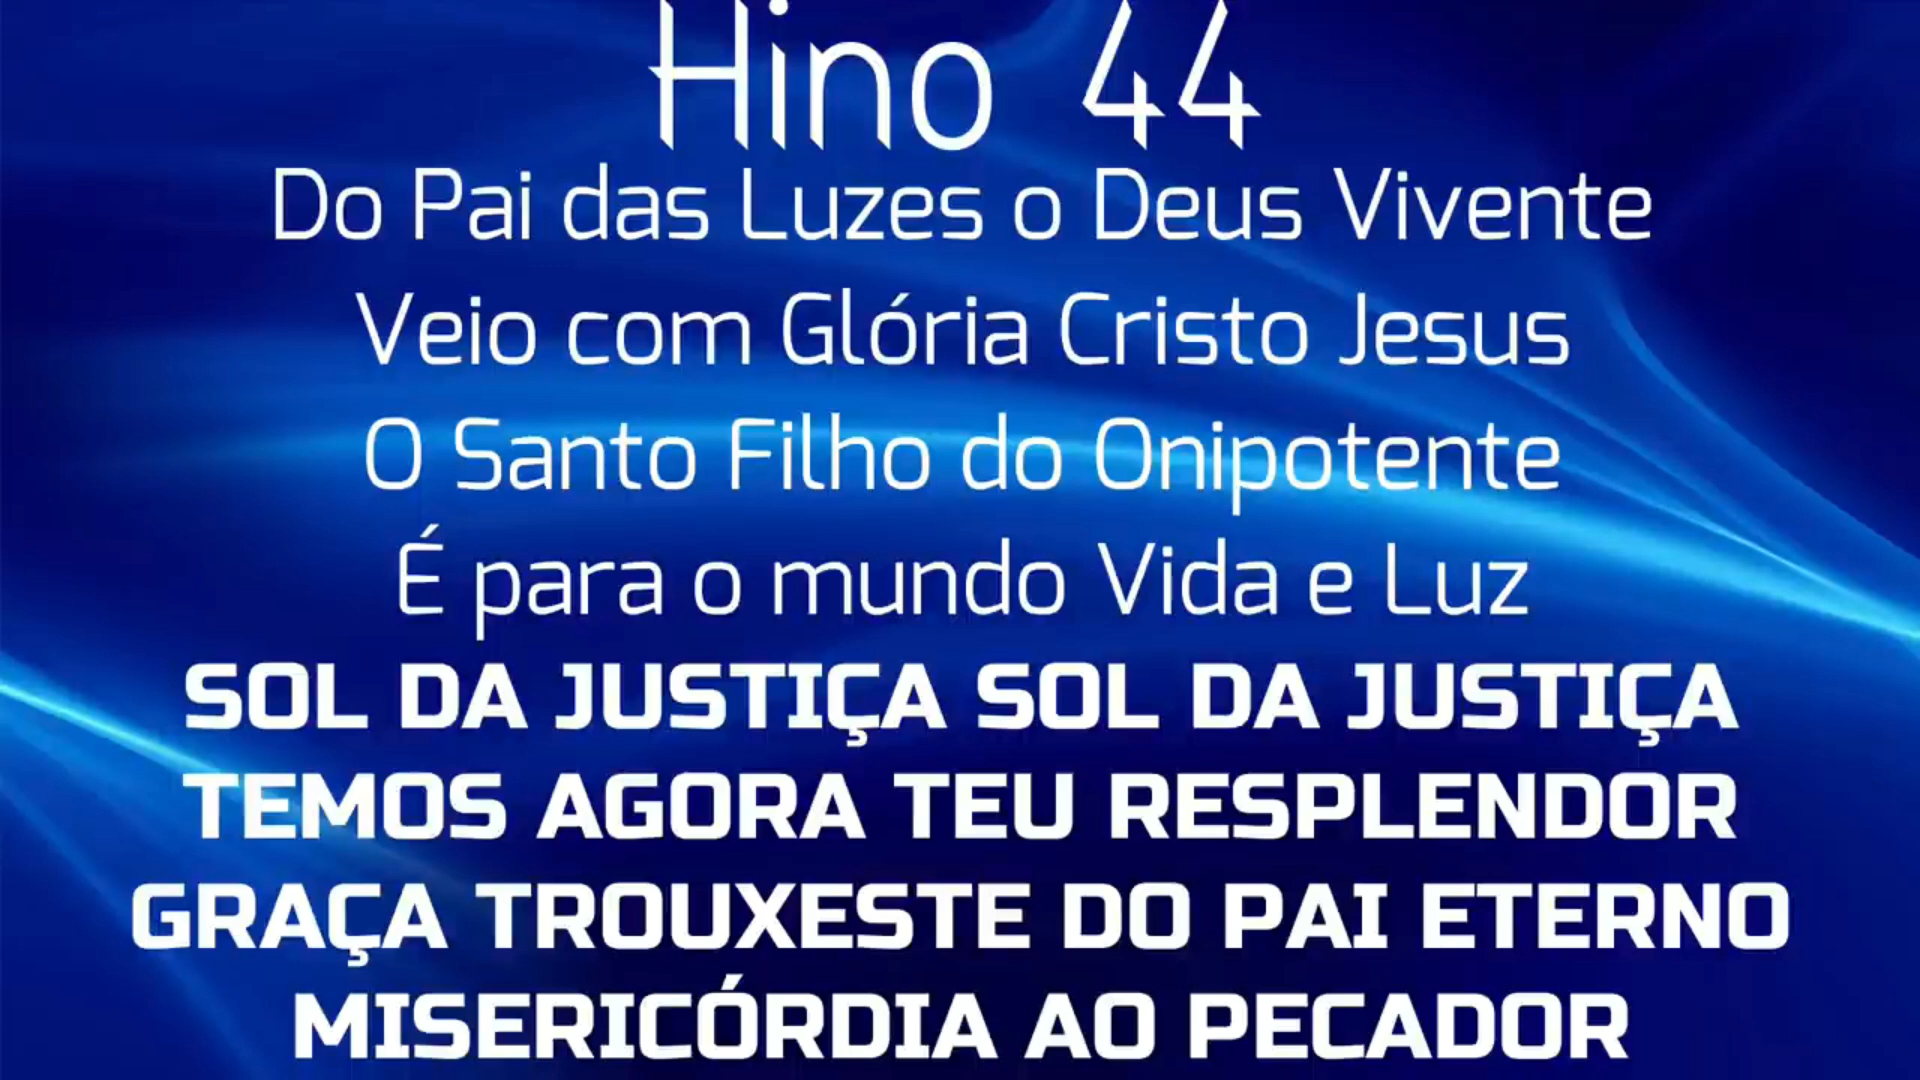 Hino 44
Do Pai das Luzes o Deus Vivente
Veio com Glória Cristo Jesus
O Santo Filho do Onipotente
É para o mundo Vida e Luz
SOL DA JUSTIÇA SOL DA JUSTIÇA
TEMOS AGORA TEU RESPLENDOR
GRAÇA TROUXESTE DO PAI ETERNO
MISERICÓRDIA AO PECADOR